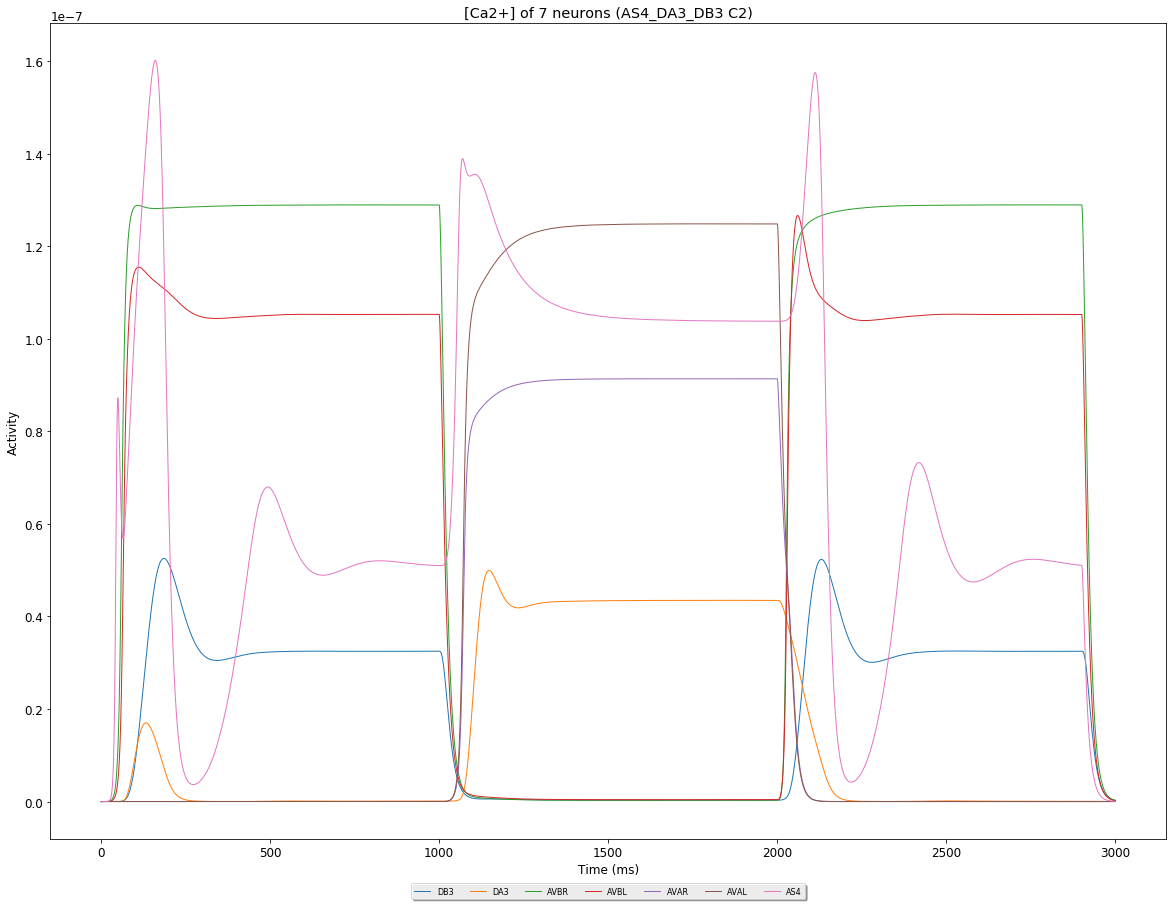 [Ca2+] of 7 neurons (AS4_DA3_DB3 C2)
1e−7
1.6
1.4
1.2
1.0
0.8
0.6
0.4
0.2
0.0
Activity
0 500 1000 1500 2000 2500 3000
Time (ms)
DB3 DA3 AVBR AVBL AVAR AVAL AS4